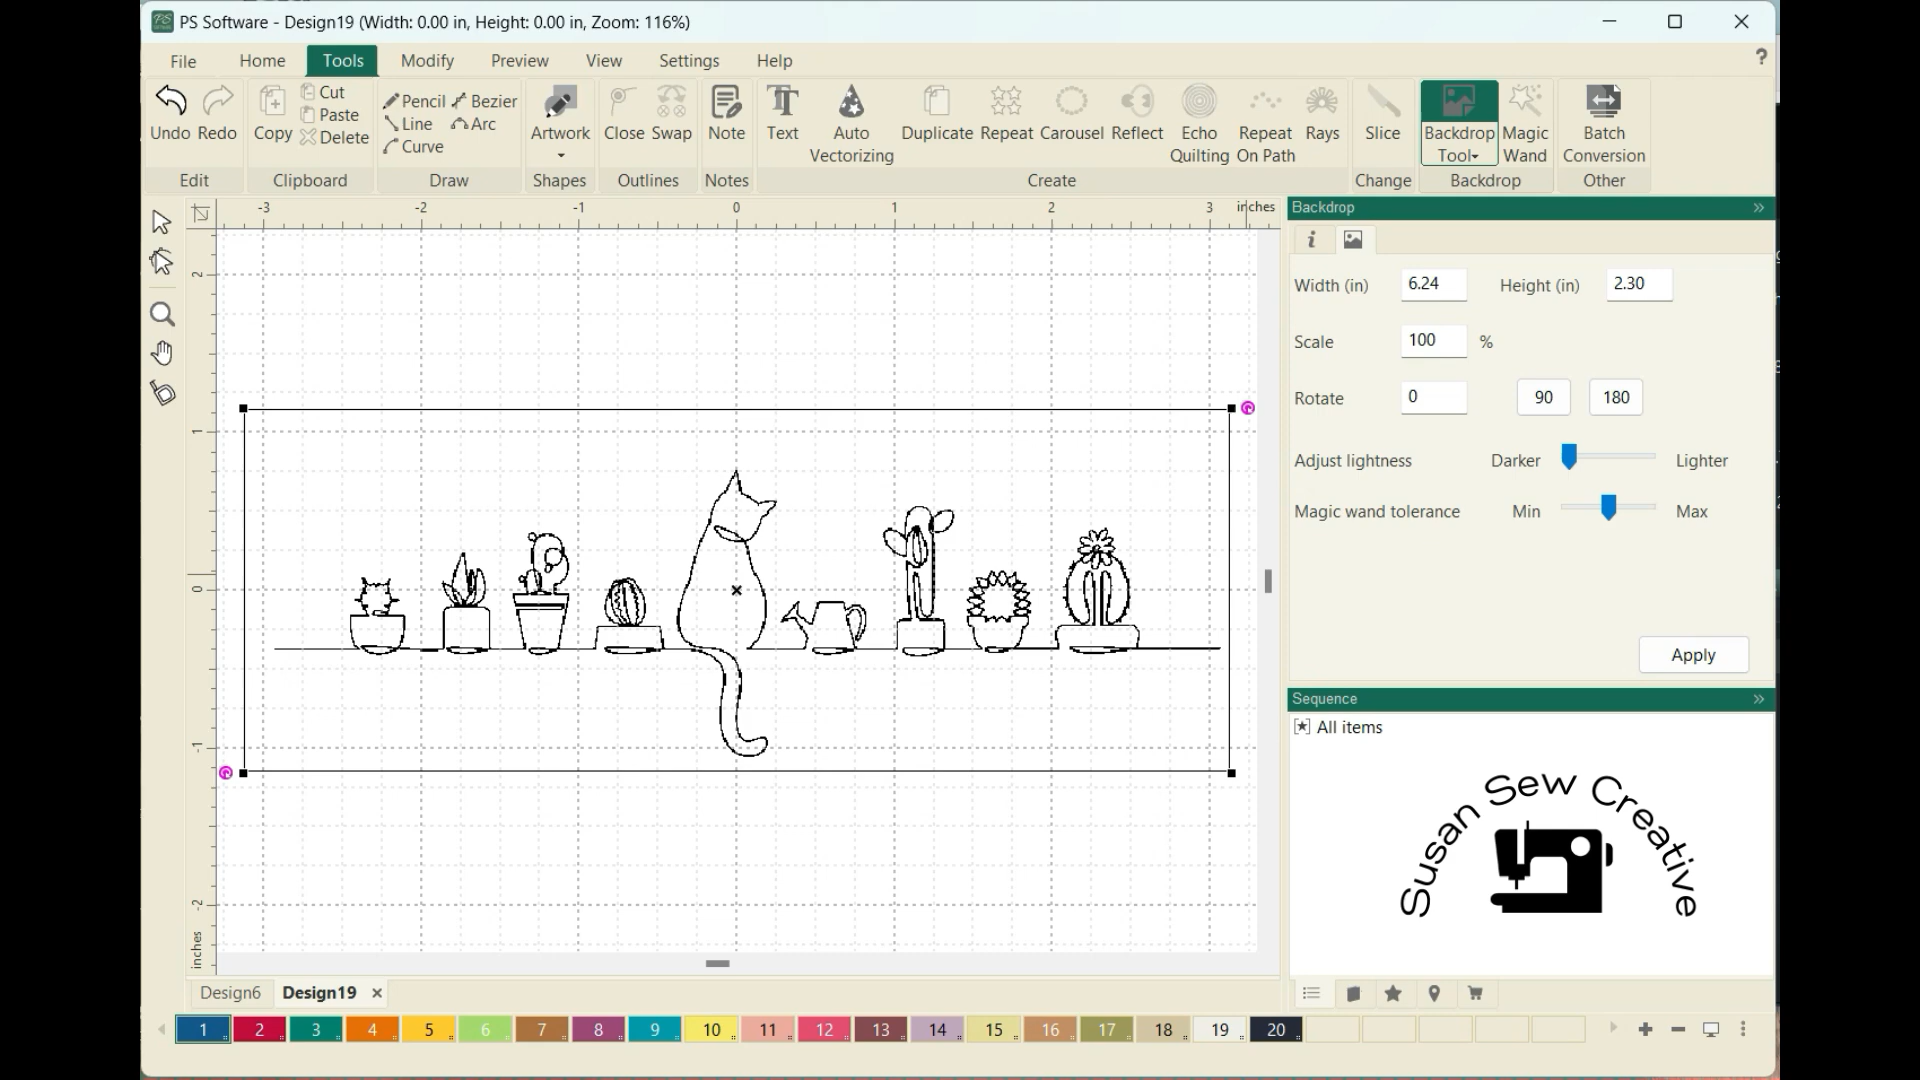 PS Software - Design19 (Width: 0.00 in, Height: 0.00 in, Zoom: 116%)
File Home Tools Modify Preview View Settings Help ?
Undo Redo
Edit
Copy Cut
Paste
Delete
Clipboard
Pencil Bezier
Line Arc
Curve
Draw
Artwork
Shapes
Close Swap
Outlines
Note
Notes
Text
Auto Vectorizing
Duplicate
Repeat
Carousel
Reflect
Echo Quilting
Repeat On Path
Rays
Create
Slice
Change
Backdrop Tool
Magic Wand
Backdrop
Batch Conversion
Other
-3 -2 -1 0 1 2 3 inches
2
1
0
-1
-2
inches
Backdrop »
i
Width (in) 6.24 Height (in) 2.30
Scale 100 %
Rotate 0 90 180
Adjust lightness Darker Lighter
Magic wand tolerance Min Max
Apply
Sequence »
All items
Susan Sew Creative
Design6 Design19 ×
1 2 3 4 5 6 7 8 9 10 11 12 13 14 15 16 17 18 19 20